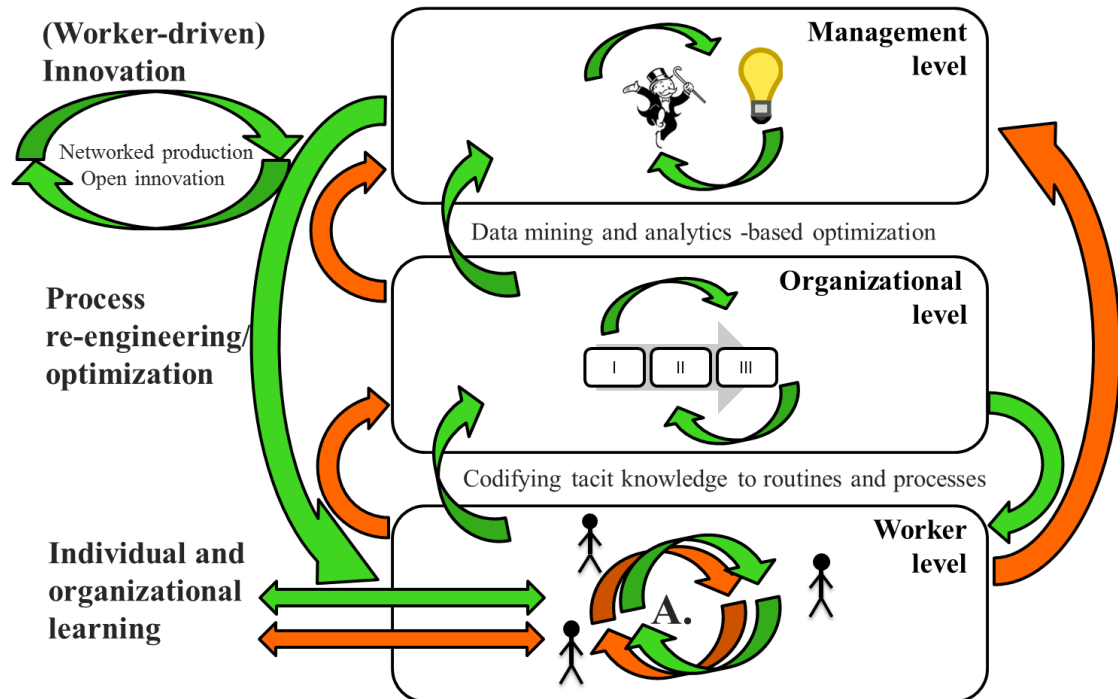 (Worker-driven)
Innovation
Networked production
Open innovation
Management
level
Data mining and analytics -based optimization
Process
re-engineering/
optimization
Organizational
level
I II III
Codifying tacit knowledge to routines and processes
Individual and
organizational
learning
Worker
level
A.